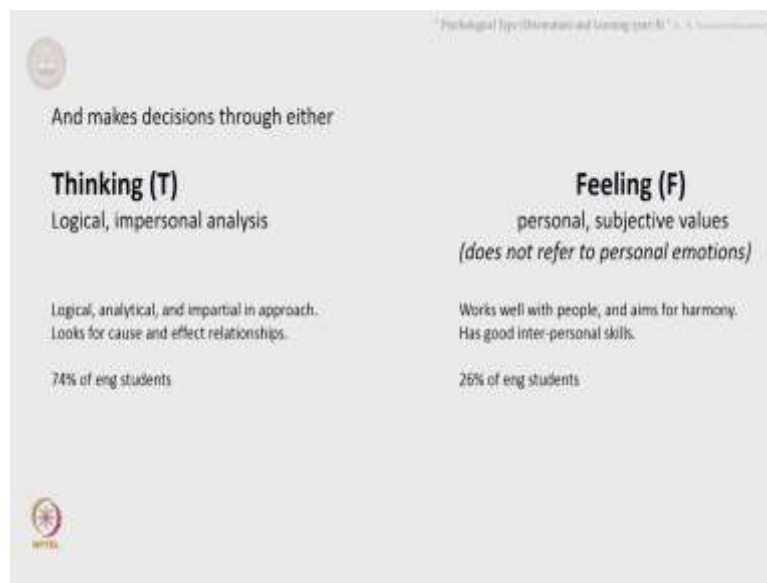 And makes decisions through either
Thinking (T)
Logical, impersonal analysis
Feeling (F)
personal, subjective values
(does not refer to personal emotions)
Logical, analytical, and impartial in approach.
Looks for cause and effect relationships.
74% of eng students
Works well with people, and aims for harmony.
Has good inter-personal skills.
26% of eng students
NPTEL